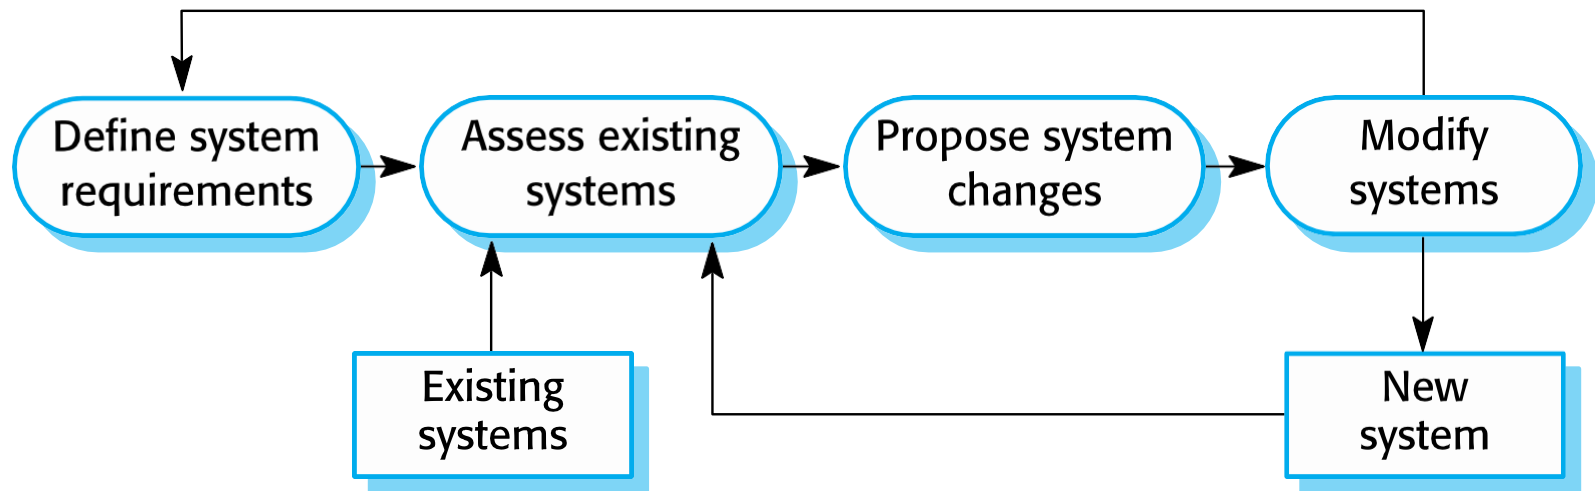 Define system
requirements
Assess existing
systems
Propose system
changes
Modify
systems
Existing
systems
New
system